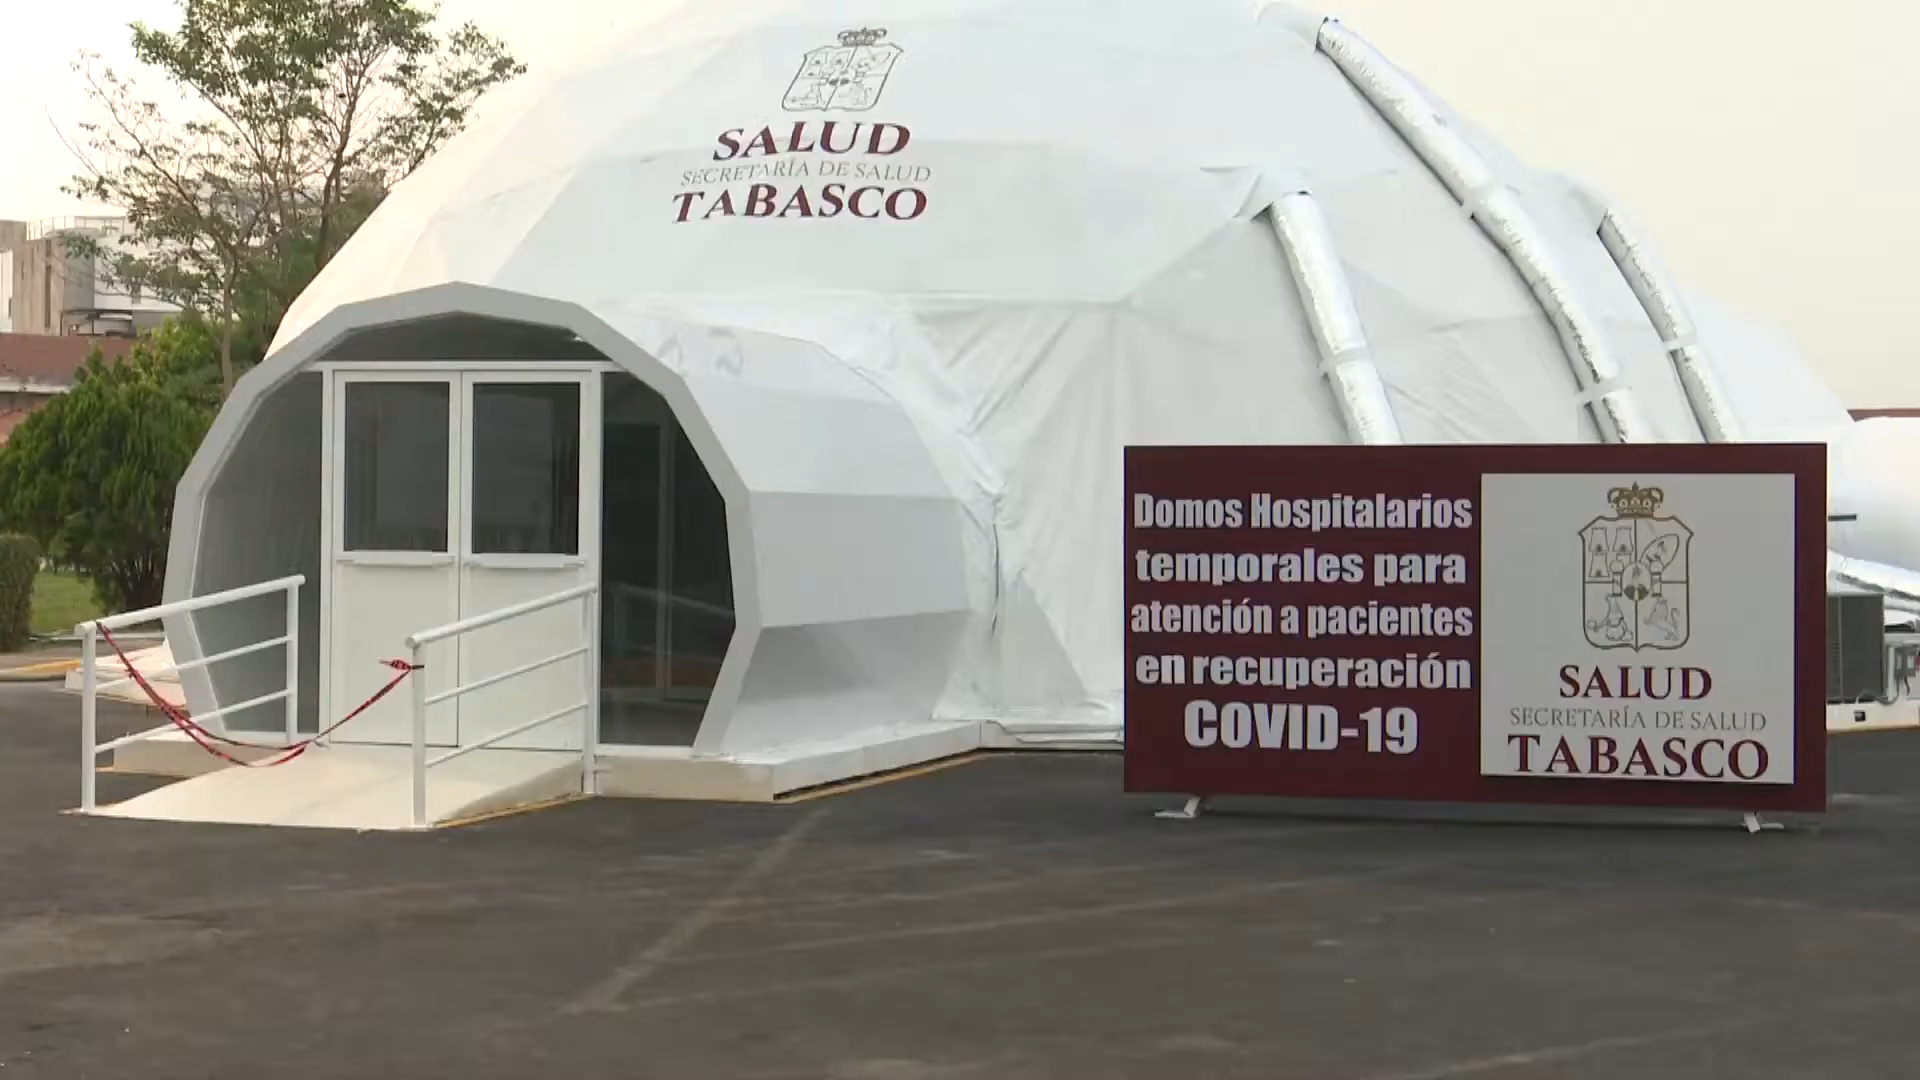 SALUD
SECRETARÍA DE SALUD
TABASCO
Domos Hospitalarios
temporales para
atención a pacientes
en recuperación
COVID-19
SALUD
SECRETARÍA DE SALUD
TABASCO